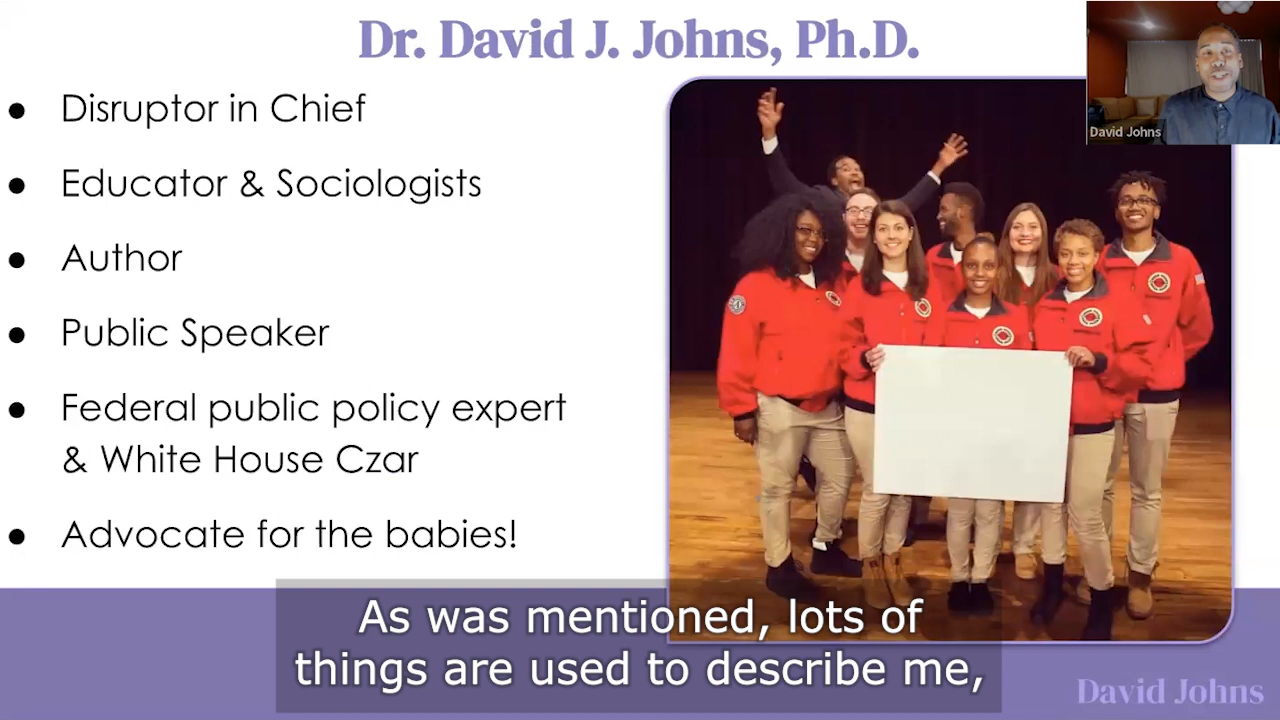 Dr. David J. Johns, Ph.D.
David Johns
● Disruptor in Chief
● Educator & Sociologists
● Author
● Public Speaker
● Federal public policy expert
& White House Czar
● Advocate for the babies!
As was mentioned, lots of
things are used to describe me,
David Johns